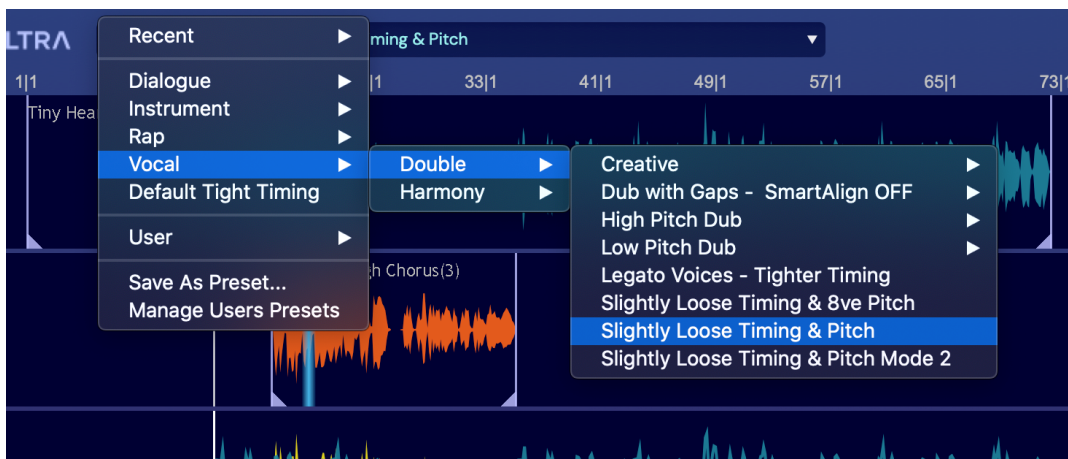 LTRΛ
ming & Pitch
1|1
|1
33|1
41|1
49|1
57|1
65|1
73|1
Tiny Hea
h Chorus(3)
Recent
Dialogue
Instrument
Rap
Vocal
Default Tight Timing
User
Save As Preset...
Manage Users Presets
Double
Harmony
Creative
Dub with Gaps - SmartAlign OFF
High Pitch Dub
Low Pitch Dub
Legato Voices - Tighter Timing
Slightly Loose Timing & 8ve Pitch
Slightly Loose Timing & Pitch
Slightly Loose Timing & Pitch Mode 2